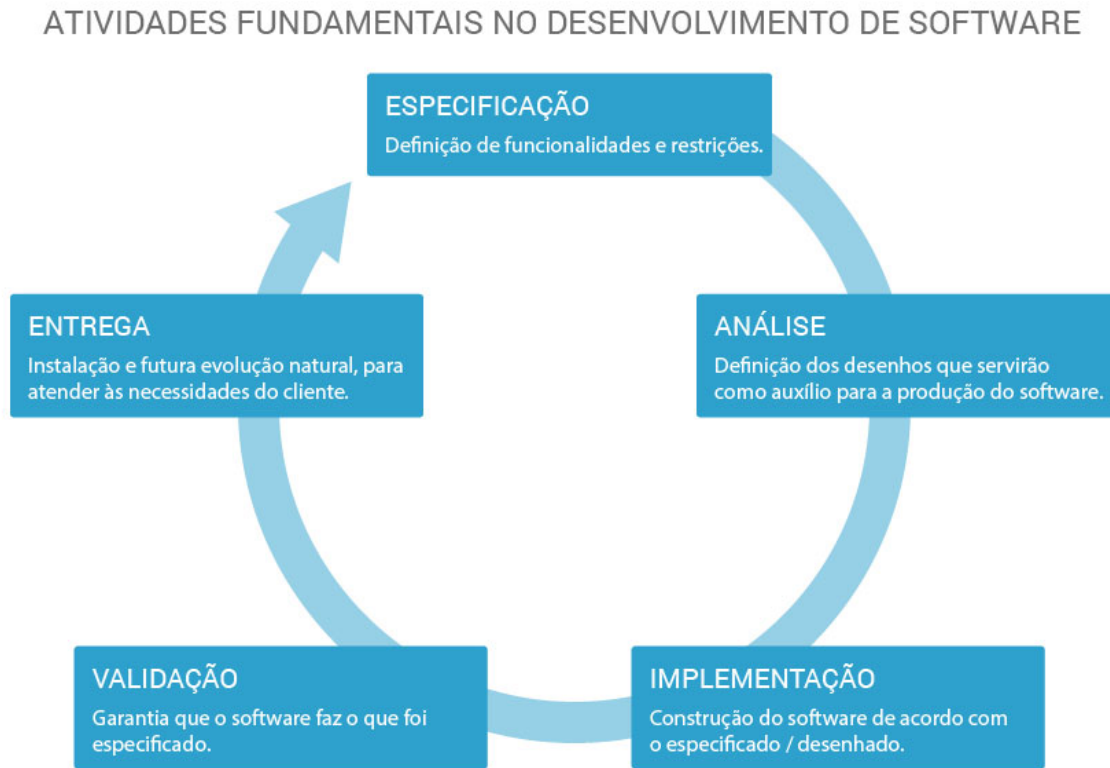 ATIVIDADES FUNDAMENTAIS NO DESENVOLVIMENTO DE SOFTWARE
ESPECIFICAÇÃO
Definição de funcionalidades e restrições.
ANÁLISE
Definição dos desenhos que servirão
como auxílio para a produção do software.
IMPLEMENTAÇÃO
Construção do software de acordo com
o especificado / desenhado.
VALIDAÇÃO
Garantia que o software faz o que foi
especificado.
ENTREGA
Instalação e futura evolução natural, para
atender às necessidades do cliente.